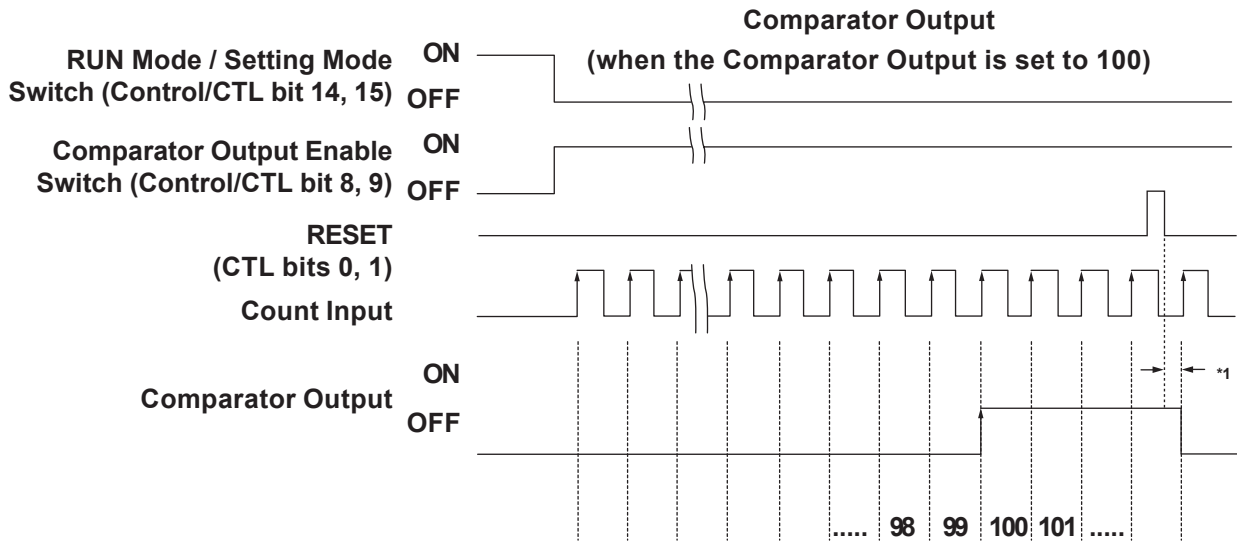 Comparator Output
(when the Comparator Output is set to 100)
RUN Mode / Setting Mode
Switch (Control/CTL bit 14, 15)
ON
OFF
Comparator Output Enable
Switch (Control/CTL bit 8, 9)
ON
OFF
RESET
(CTL bits 0, 1)
Count Input
Comparator Output
ON
OFF
*1
..... 98 99 100 101 .....